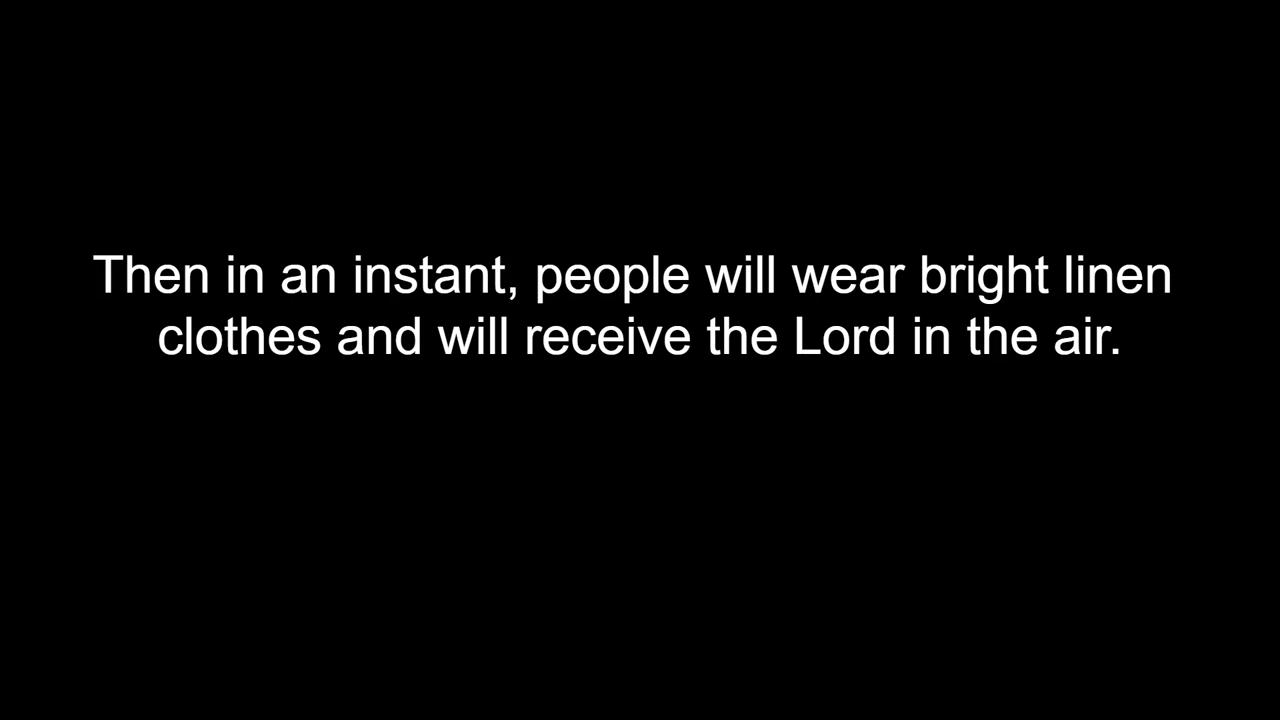 Then in an instant, people will wear bright linen
clothes and will receive the Lord in the air.